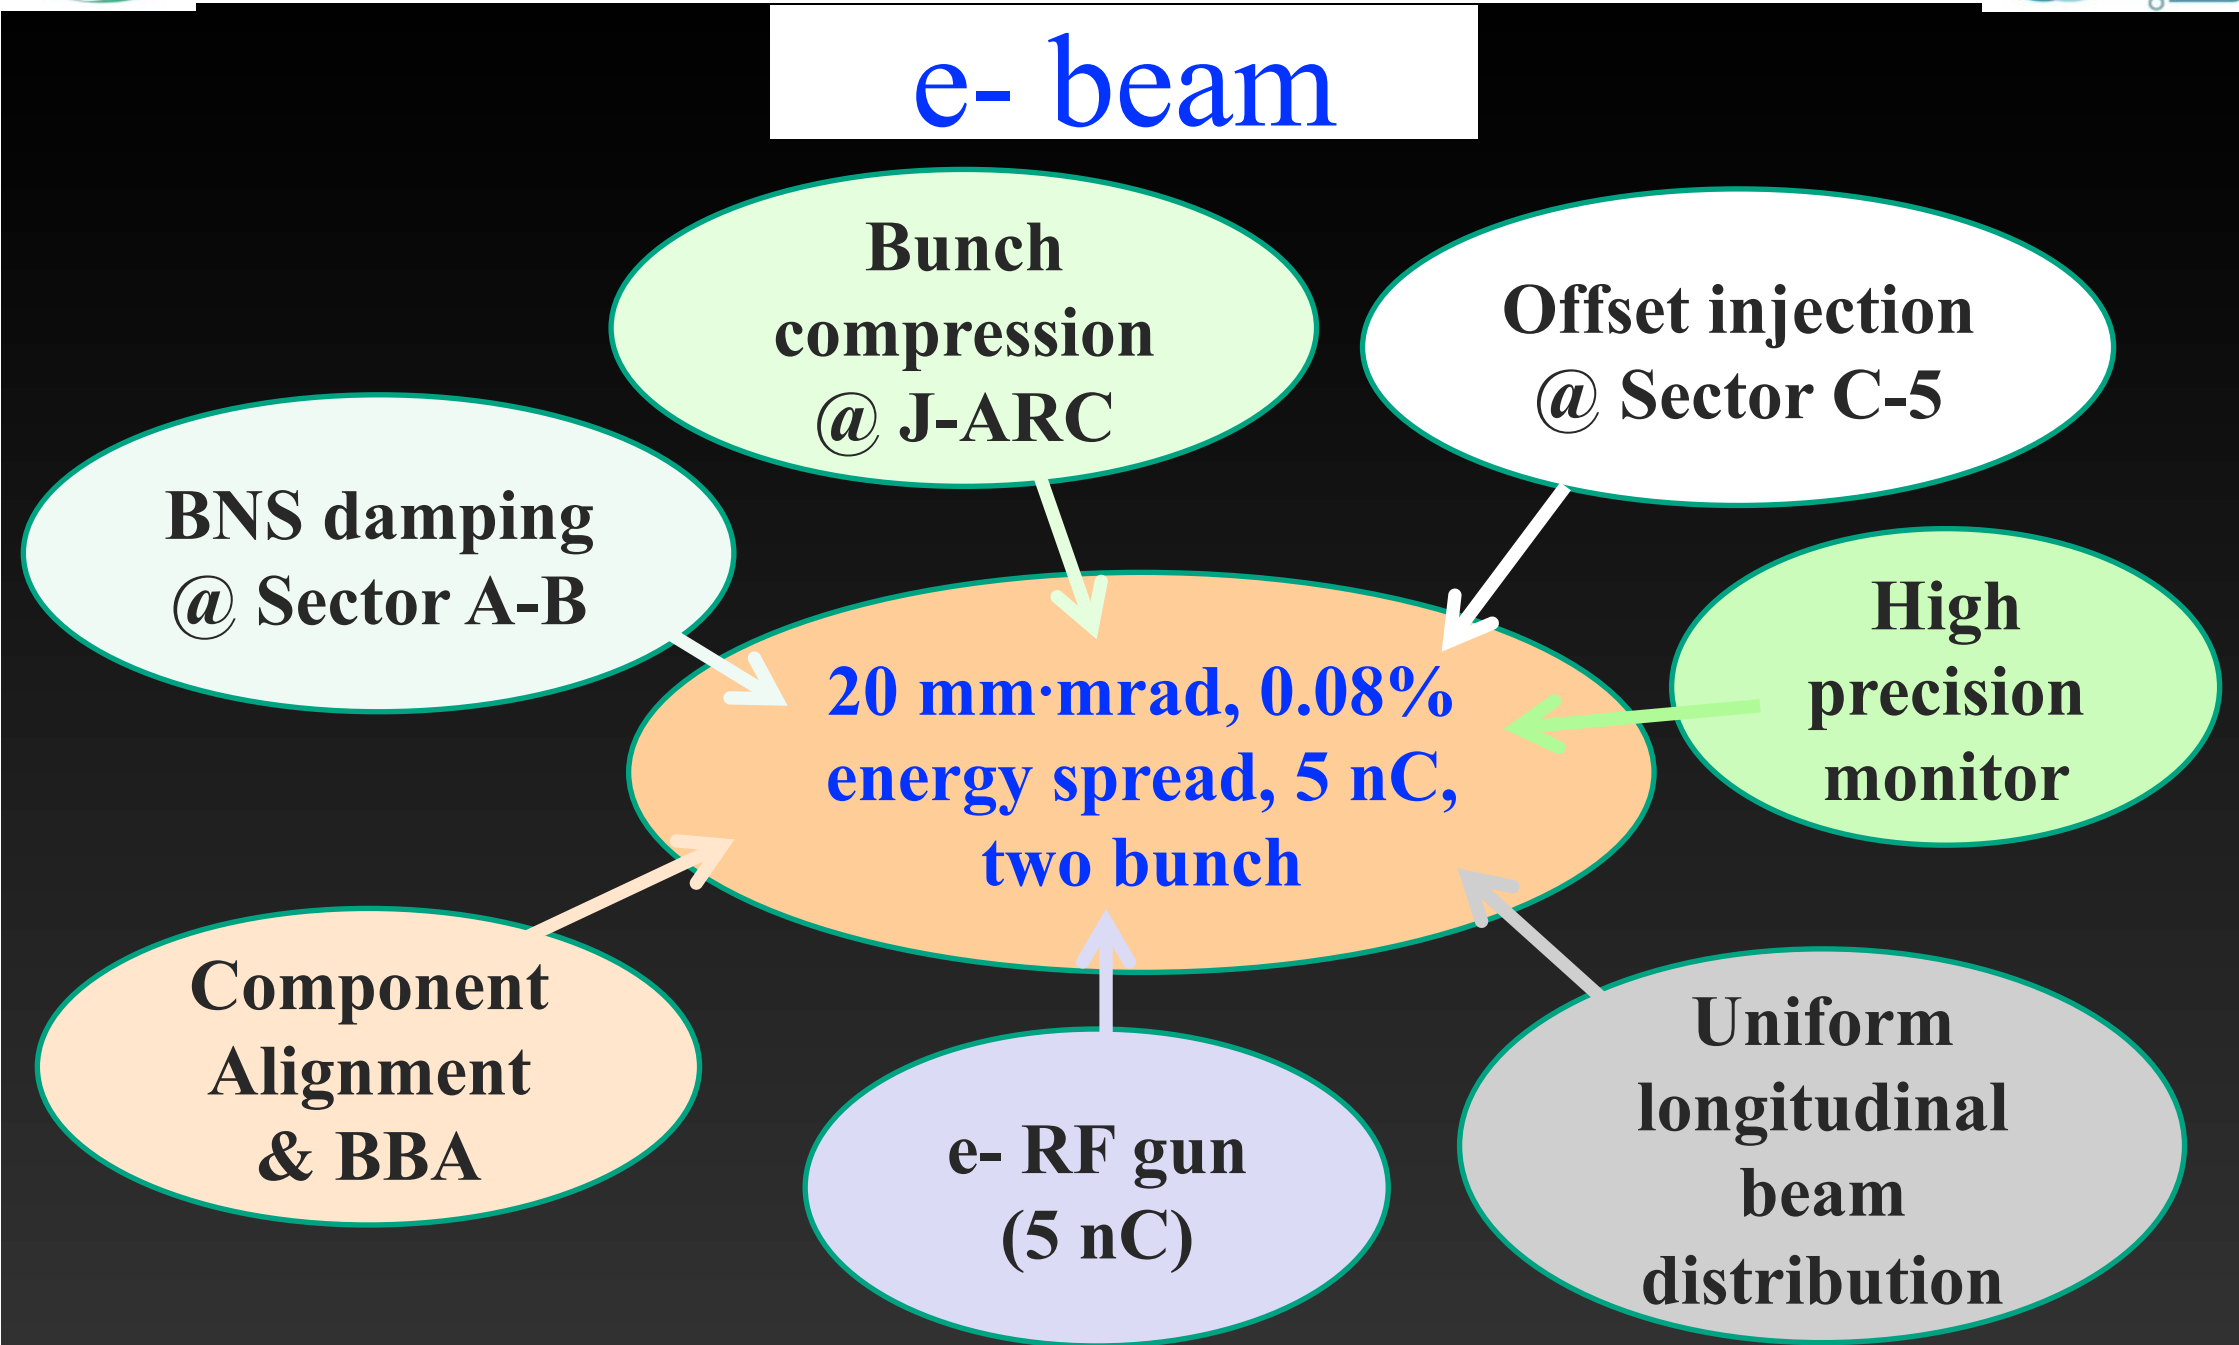 e- beam
Bunch
compression
@ J-ARC
Offset injection
@ Sector C-5
BNS damping
@ Sector A-B
High
precision
monitor
20 mm·mrad, 0.08%
energy spread, 5 nC,
two bunch
Component
Alignment
& BBA
e- RF gun
(5 nC)
Uniform
longitudinal
beam
distribution